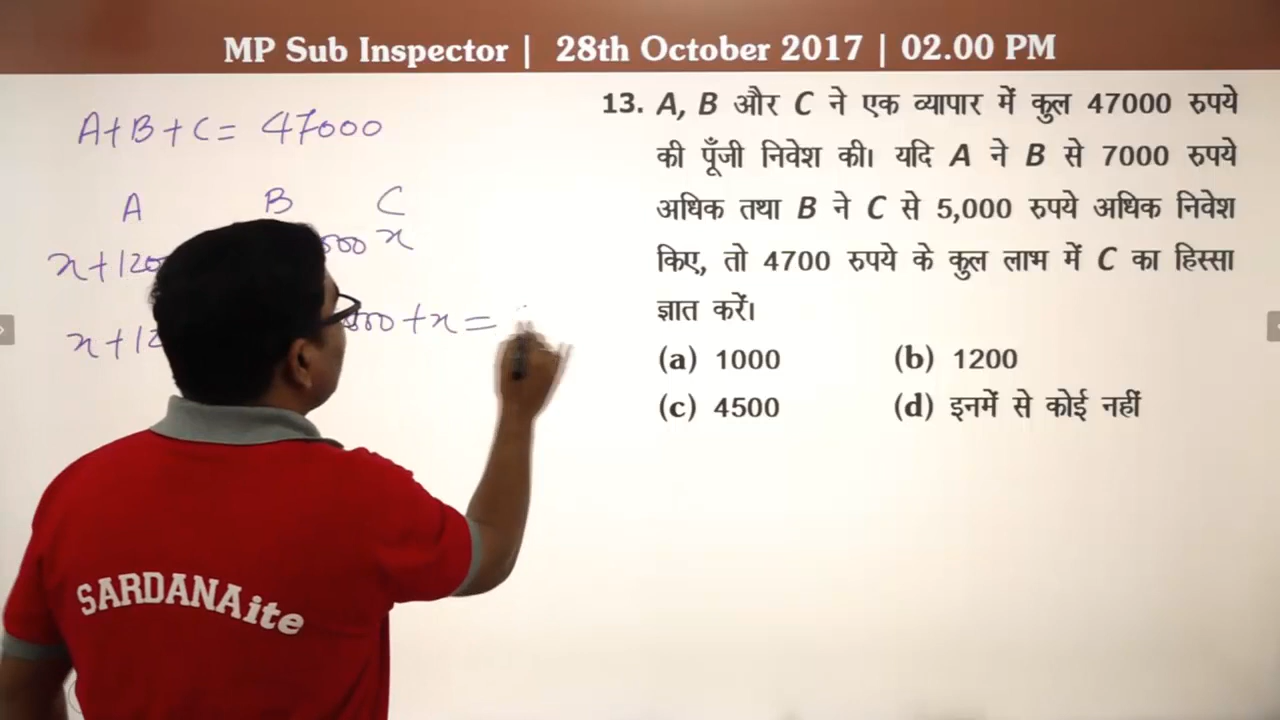 MP Sub Inspector | 28th October 2017 | 02.00 PM
A+B+C= 47000
A B C
x
+x=
13. A, B और C ने एक व्यापार में कुल 47000 रुपये
की पूँजी निवेश की। यदि A ने B से 7000 रुपये
अधिक तथा B ने C से 5,000 रुपये अधिक निवेश
किए, तो 4700 रुपये के कुल लाभ में C का हिस्सा
ज्ञात करें।
(a) 1000 (b) 1200
(c) 4500 (d) इनमें से कोई नहीं
SARDANAite